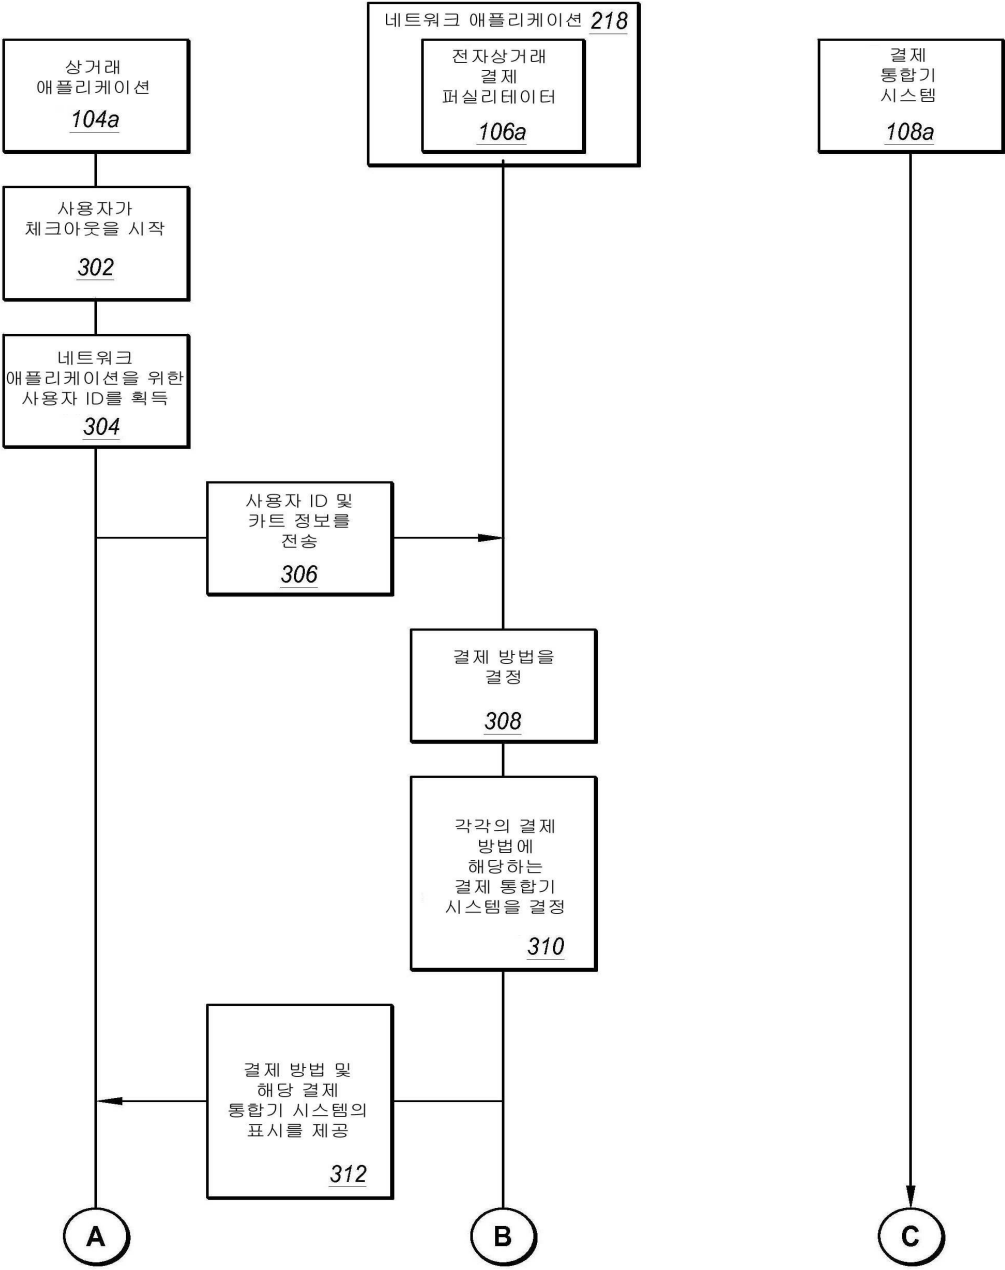 네트워크 애플리케이션 218
상거래
애플리케이션
104a
전자상거래
결제
퍼실리테이터
106a
결제
통합기
시스템
108a
사용자가
체크아웃을 시작
302
네트워크
애플리케이션을 위한
사용자 ID를 획득
304
사용자 ID 및
카트 정보를
전송
306
결제 방법을
결정
308
각각의 결제
방법에
해당하는
결제 통합기
시스템을 결정
310
결제 방법 및
해당 결제
통합기 시스템의
표시를 제공
312
A
B
C